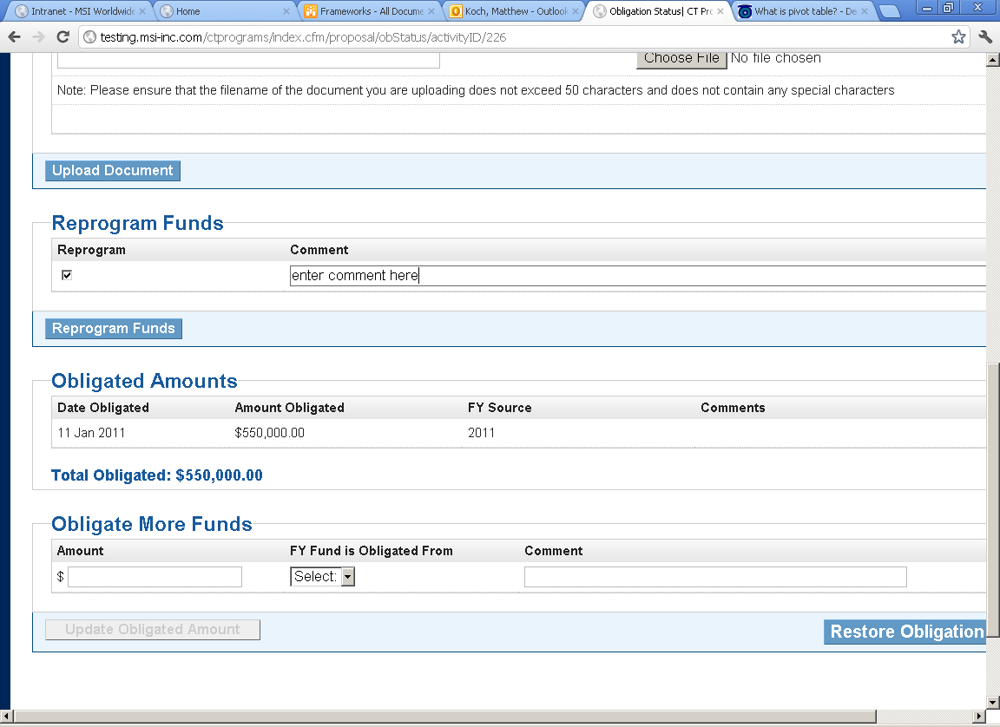 Intranet - MSI Worldwide
Home
Frameworks - All Docume
Koch, Matthew - Outlook
Obligation Status| CT Pro
What is pivot table? - De
testing.msi-inc.com/ctprograms/index.cfm/proposal/obStatus/activityID/226
Choose File No file chosen
Note: Please ensure that the filename of the document you are uploading does not exceed 50 characters and does not contain any special characters
Upload Document
Reprogram Funds
Reprogram Comment
enter comment here
Reprogram Funds
Obligated Amounts
Date Obligated Amount Obligated FY Source Comments
11 Jan 2011 $550,000.00 2011
Total Obligated: $550,000.00
Obligate More Funds
Amount FY Fund is Obligated From Comment
$ Select:
Update Obligated Amount Restore Obligation